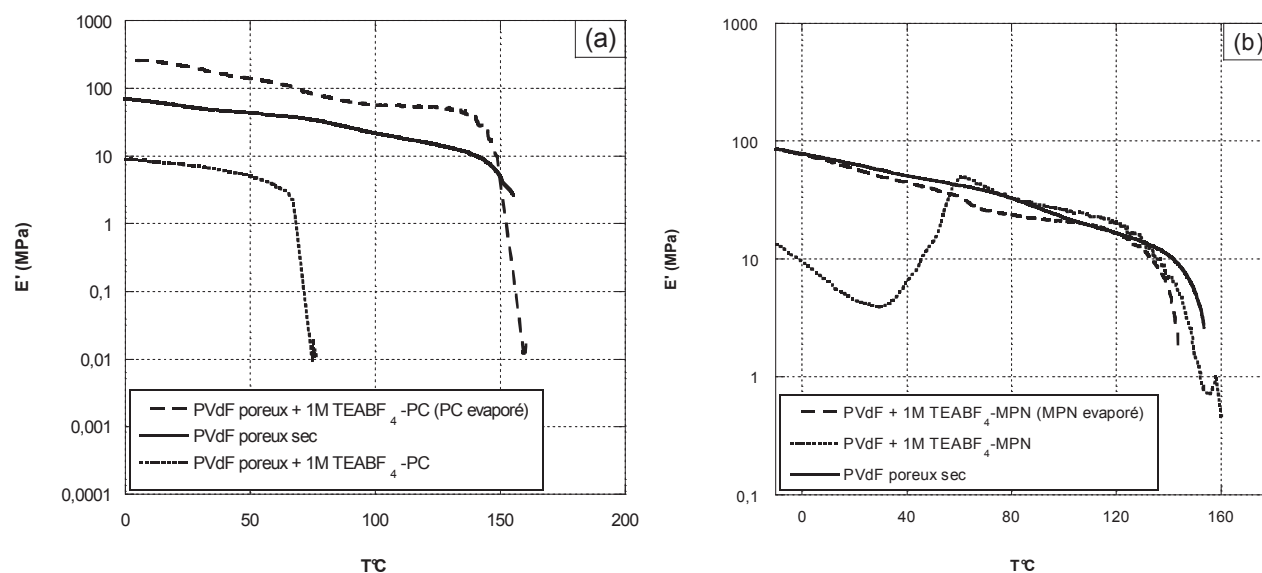 (a)
1000
100
10
1
0,1
0,01
0,001
0,0001
E' (MPa)
PVdF poreux + 1M TEABF4-PC (PC evaporé)
PVdF poreux sec
PVdF poreux + 1M TEABF4-PC
0 50 100 150 200
T°C
(b)
1000
100
10
1
0,1
E' (MPa)
PVdF + 1M TEABF4-MPN (MPN evaporé)
PVdF + 1M TEABF4-MPN
PVdF poreux sec
0 40 80 120 160
T°C